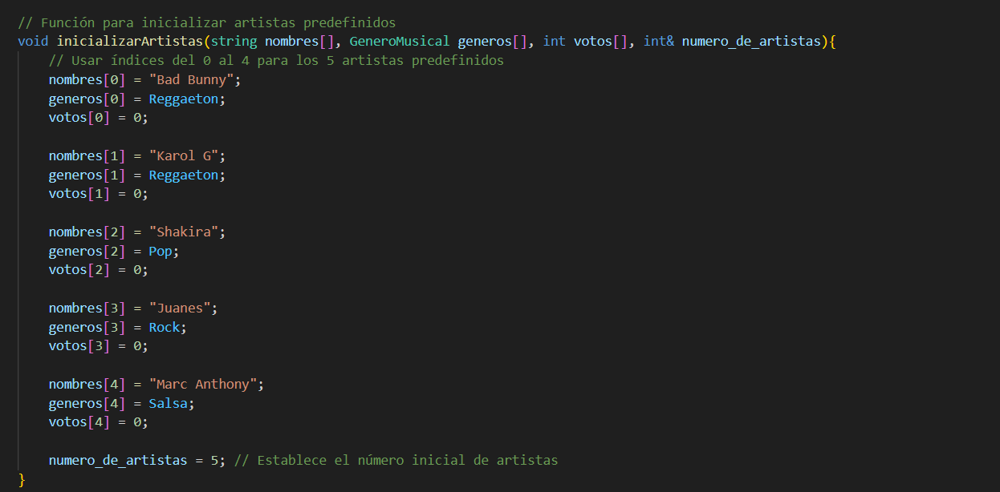 // Función para inicializar artistas predefinidos
void inicializarArtistas(string nombres[], GeneroMusical generos[], int votos[], int& numero_de_artistas){
    // Usar índices del 0 al 4 para los 5 artistas predefinidos
    nombres[0] = "Bad Bunny";
    generos[0] = Reggaeton;
    votos[0] = 0;

    nombres[1] = "Karol G";
    generos[1] = Reggaeton;
    votos[1] = 0;

    nombres[2] = "Shakira";
    generos[2] = Pop;
    votos[2] = 0;

    nombres[3] = "Juanes";
    generos[3] = Rock;
    votos[3] = 0;

    nombres[4] = "Marc Anthony";
    generos[4] = Salsa;
    votos[4] = 0;

    numero_de_artistas = 5; // Establece el número inicial de artistas
}